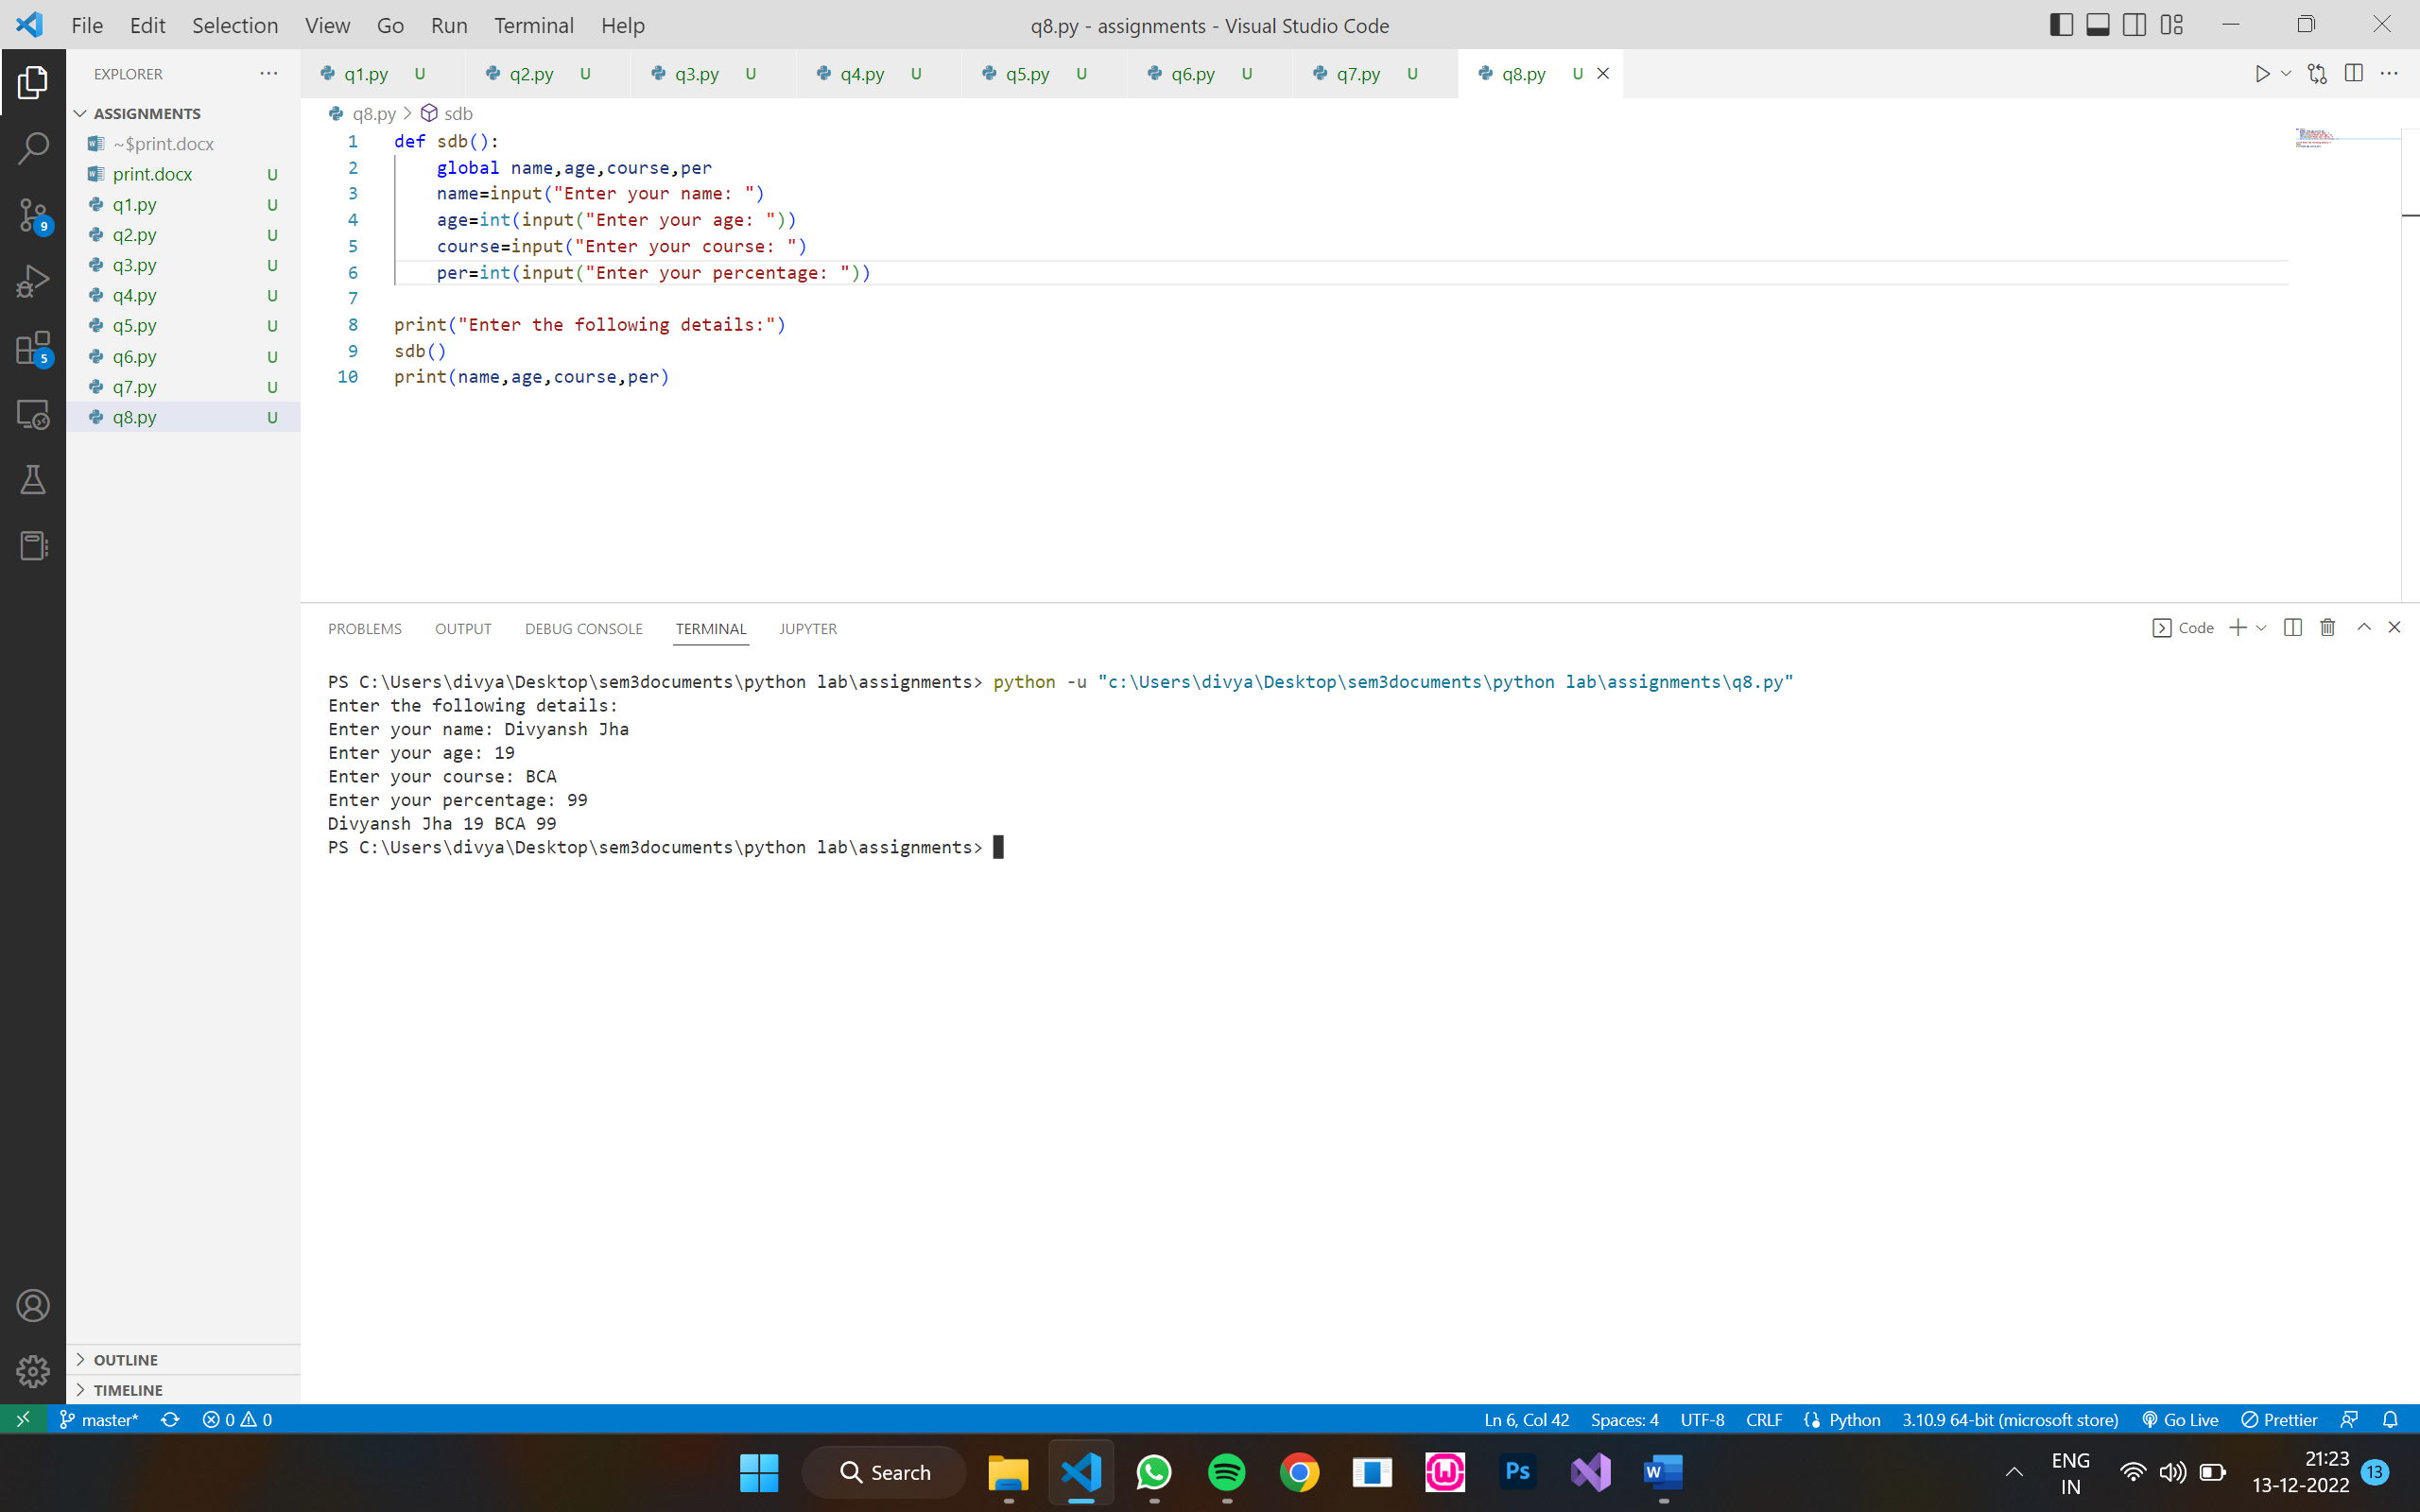 File Edit Selection View Go Run Terminal Help
q8.py - assignments - Visual Studio Code
EXPLORER
ASSIGNMENTS
~$print.docx
print.docx U
q1.py U
q2.py U
q3.py U
q4.py U
q5.py U
q6.py U
q7.py U
q8.py U
OUTLINE
TIMELINE
q1.py U q2.py U q3.py U q4.py U q5.py U q6.py U q7.py U q8.py U
q8.py > sdb
1 def sdb():
2 global name,age,course,per
3 name=input("Enter your name: ")
4 age=int(input("Enter your age: "))
5 course=input("Enter your course: ")
6 per=int(input("Enter your percentage: "))
7
8 print("Enter the following details:")
9 sdb()
10 print(name,age,course,per)
PROBLEMS OUTPUT DEBUG CONSOLE TERMINAL JUPYTER
Code
PS C:\Users\divya\Desktop\sem3documents\python lab\assignments> python -u "c:\Users\divya\Desktop\sem3documents\python lab\assignments\q8.py"
Enter the following details:
Enter your name: Divyansh Jha
Enter your age: 19
Enter your course: BCA
Enter your percentage: 99
Divyansh Jha 19 BCA 99
PS C:\Users\divya\Desktop\sem3documents\python lab\assignments>
9
5
master* 0 0
Ln 6, Col 42 Spaces: 4 UTF-8 CRLF Python 3.10.9 64-bit (microsoft store) Go Live Prettier
Search
Ps
W
ENG
IN
21:23
13-12-2022
13